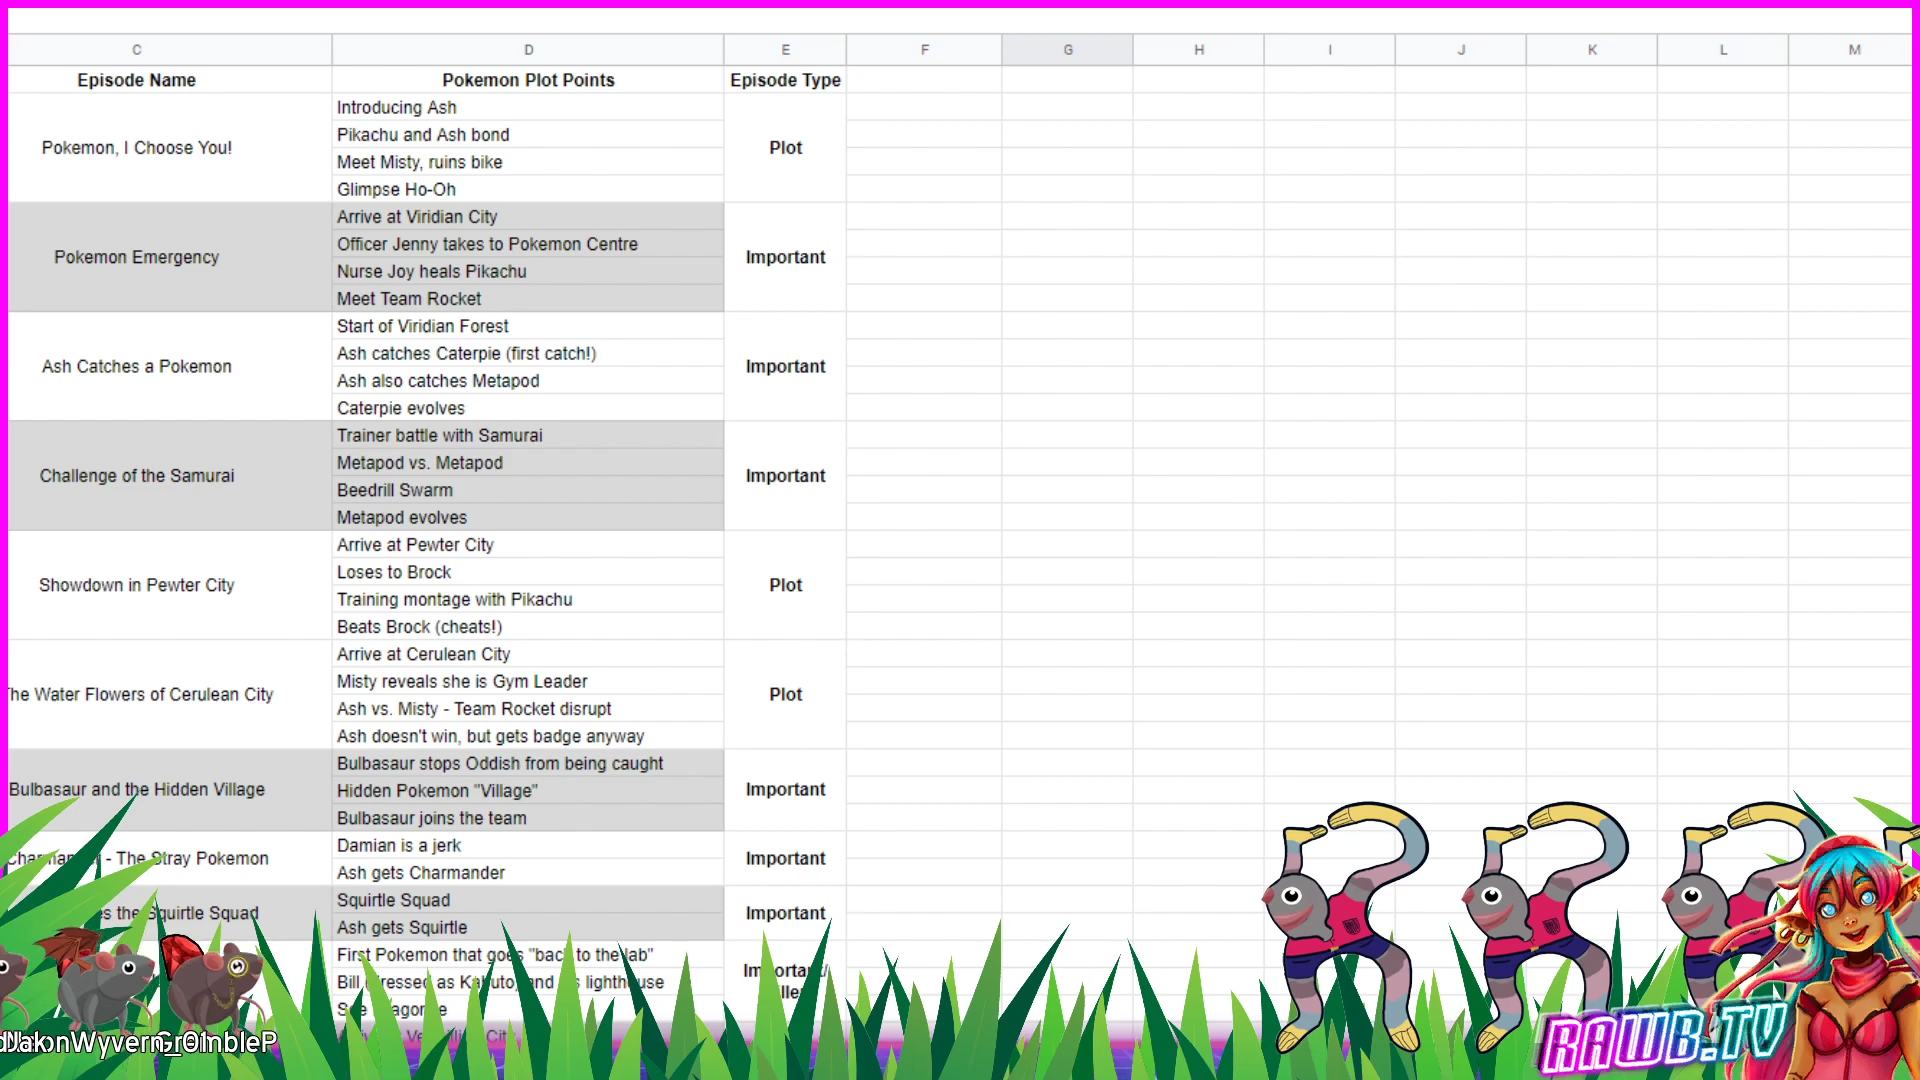 C D E F G H I J K L M
Episode Name Pokemon Plot Points Episode Type
Pokemon, I Choose You!
Introducing Ash
Pikachu and Ash bond
Meet Misty, ruins bike
Glimpse Ho-Oh
Plot
Pokemon Emergency
Arrive at Viridian City
Officer Jenny takes to Pokemon Centre
Nurse Joy heals Pikachu
Meet Team Rocket
Important
Ash Catches a Pokemon
Start of Viridian Forest
Ash catches Caterpie (first catch!)
Ash also catches Metapod
Caterpie evolves
Important
Challenge of the Samurai
Trainer battle with Samurai
Metapod vs. Metapod
Beedrill Swarm
Metapod evolves
Important
Showdown in Pewter City
Arrive at Pewter City
Loses to Brock
Training montage with Pikachu
Beats Brock (cheats!)
Plot
The Water Flowers of Cerulean City
Arrive at Cerulean City
Misty reveals she is Gym Leader
Ash vs. Misty - Team Rocket disrupt
Ash doesn't win, but gets badge anyway
Plot
Bulbasaur and the Hidden Village
Bulbasaur stops Oddish from being caught
Hidden Pokemon "Village"
Bulbasaur joins the team
Important
- The Stray Pokemon
Damian is a jerk
Ash gets Charmander
Important
the Squirtle Squad
Squirtle Squad
Ash gets Squirtle
Important
First Pokemon that goes "back to the lab"
Bill as and lighthouse
RAWB.TV